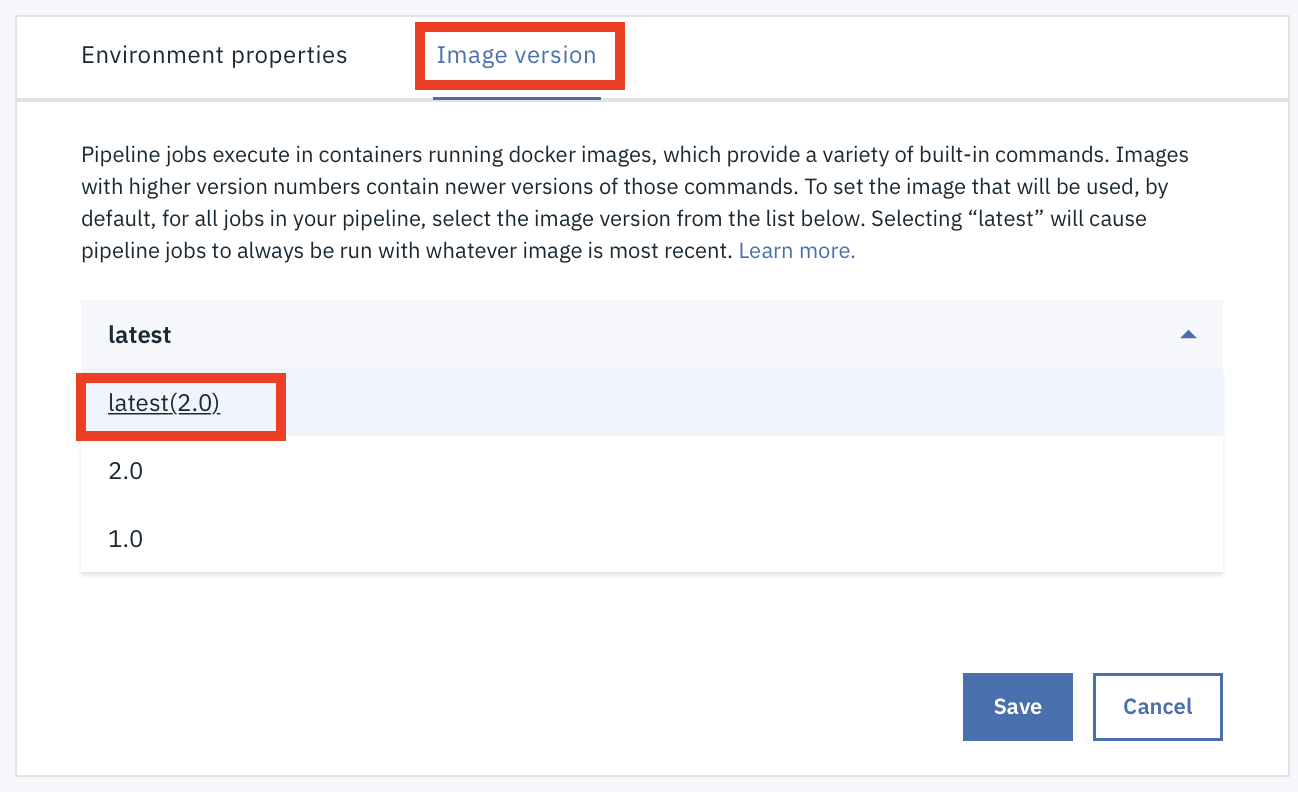 Environment properties
Image version
Pipeline jobs execute in containers running docker images, which provide a variety of built-in commands. Images
with higher version numbers contain newer versions of those commands. To set the image that will be used, by
default, for all jobs in your pipeline, select the image version from the list below. Selecting “latest” will cause
pipeline jobs to always be run with whatever image is most recent. Learn more.
latest
latest(2.0)
2.0
1.0
Save
Cancel